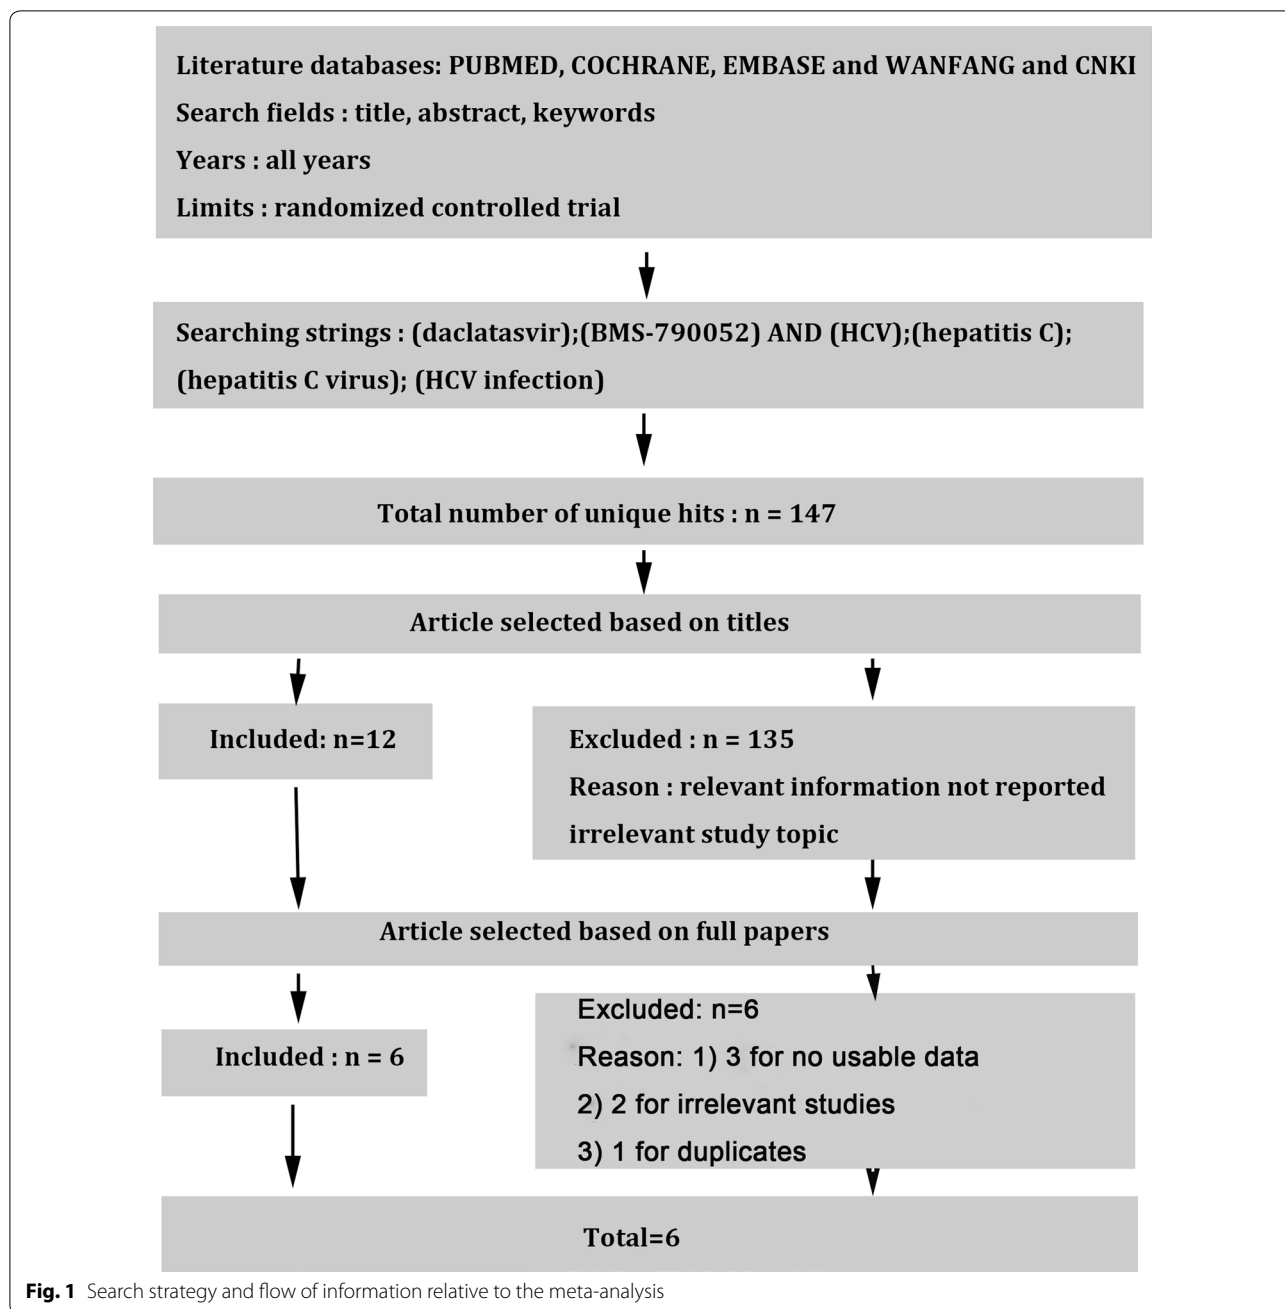 Literature databases: PUBMED, COCHRANE, EMBASE and WANFANG and CNKI
Search fields : title, abstract, keywords
Years : all years
Limits : randomized controlled trial
Searching strings : (daclatasvir);(BMS-790052) AND (HCV);(hepatitis C);
(hepatitis C virus); (HCV infection)
Total number of unique hits : n = 147
Article selected based on titles
Included: n=12
Excluded : n = 135
Reason : relevant information not reported
irrelevant study topic
Article selected based on full papers
Included : n = 6
Excluded: n=6
Reason: 1) 3 for no usable data
2) 2 for irrelevant studies
3) 1 for duplicates
Total=6
Fig. 1 Search strategy and flow of information relative to the meta-analysis